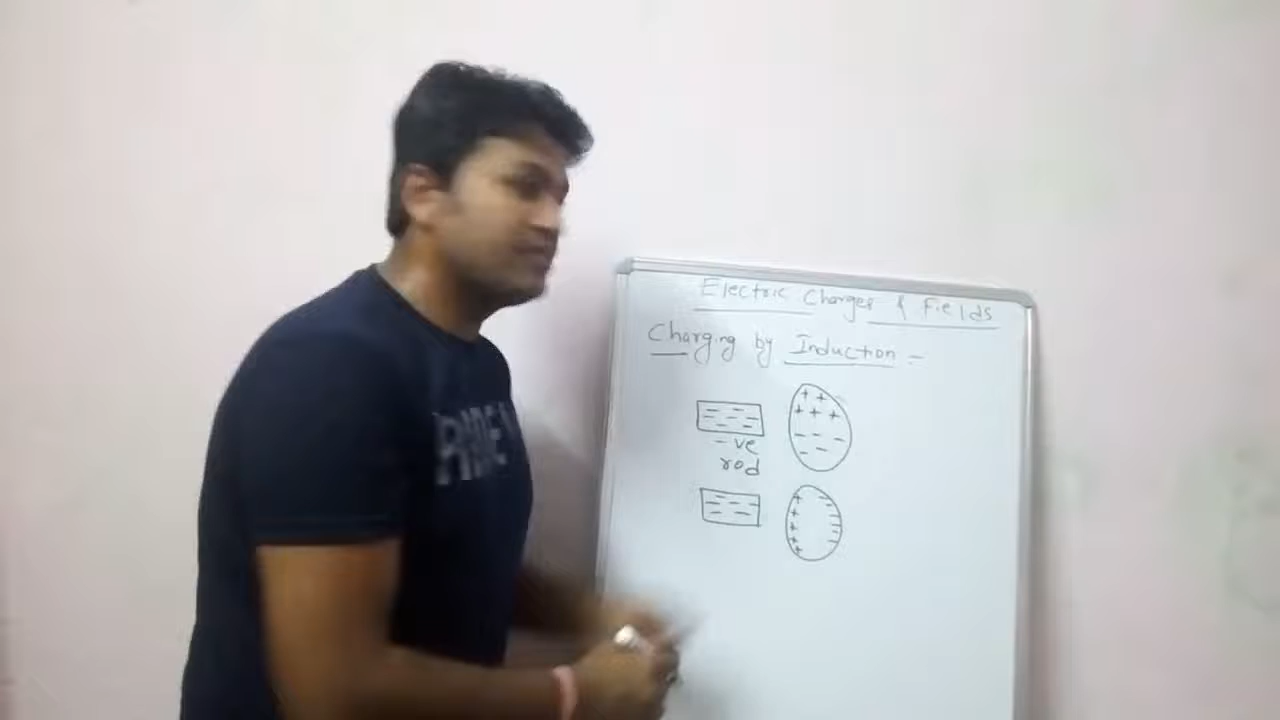 Electric Charges & Fields
Charging by Induction -
-ve
rod